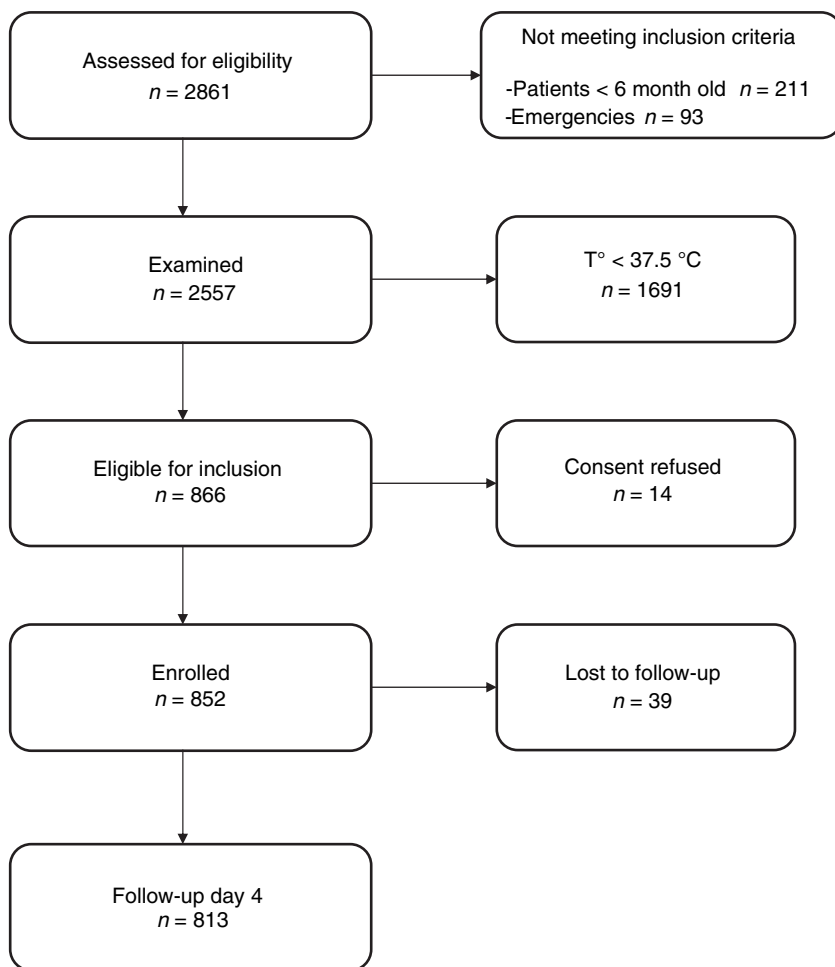 Assessed for eligibility
n = 2861
Not meeting inclusion criteria
-Patients < 6 month old n = 211
-Emergencies n = 93
Examined
n = 2557
T° < 37.5 °C
n = 1691
Eligible for inclusion
n = 866
Consent refused
n = 14
Enrolled
n = 852
Lost to follow-up
n = 39
Follow-up day 4
n = 813